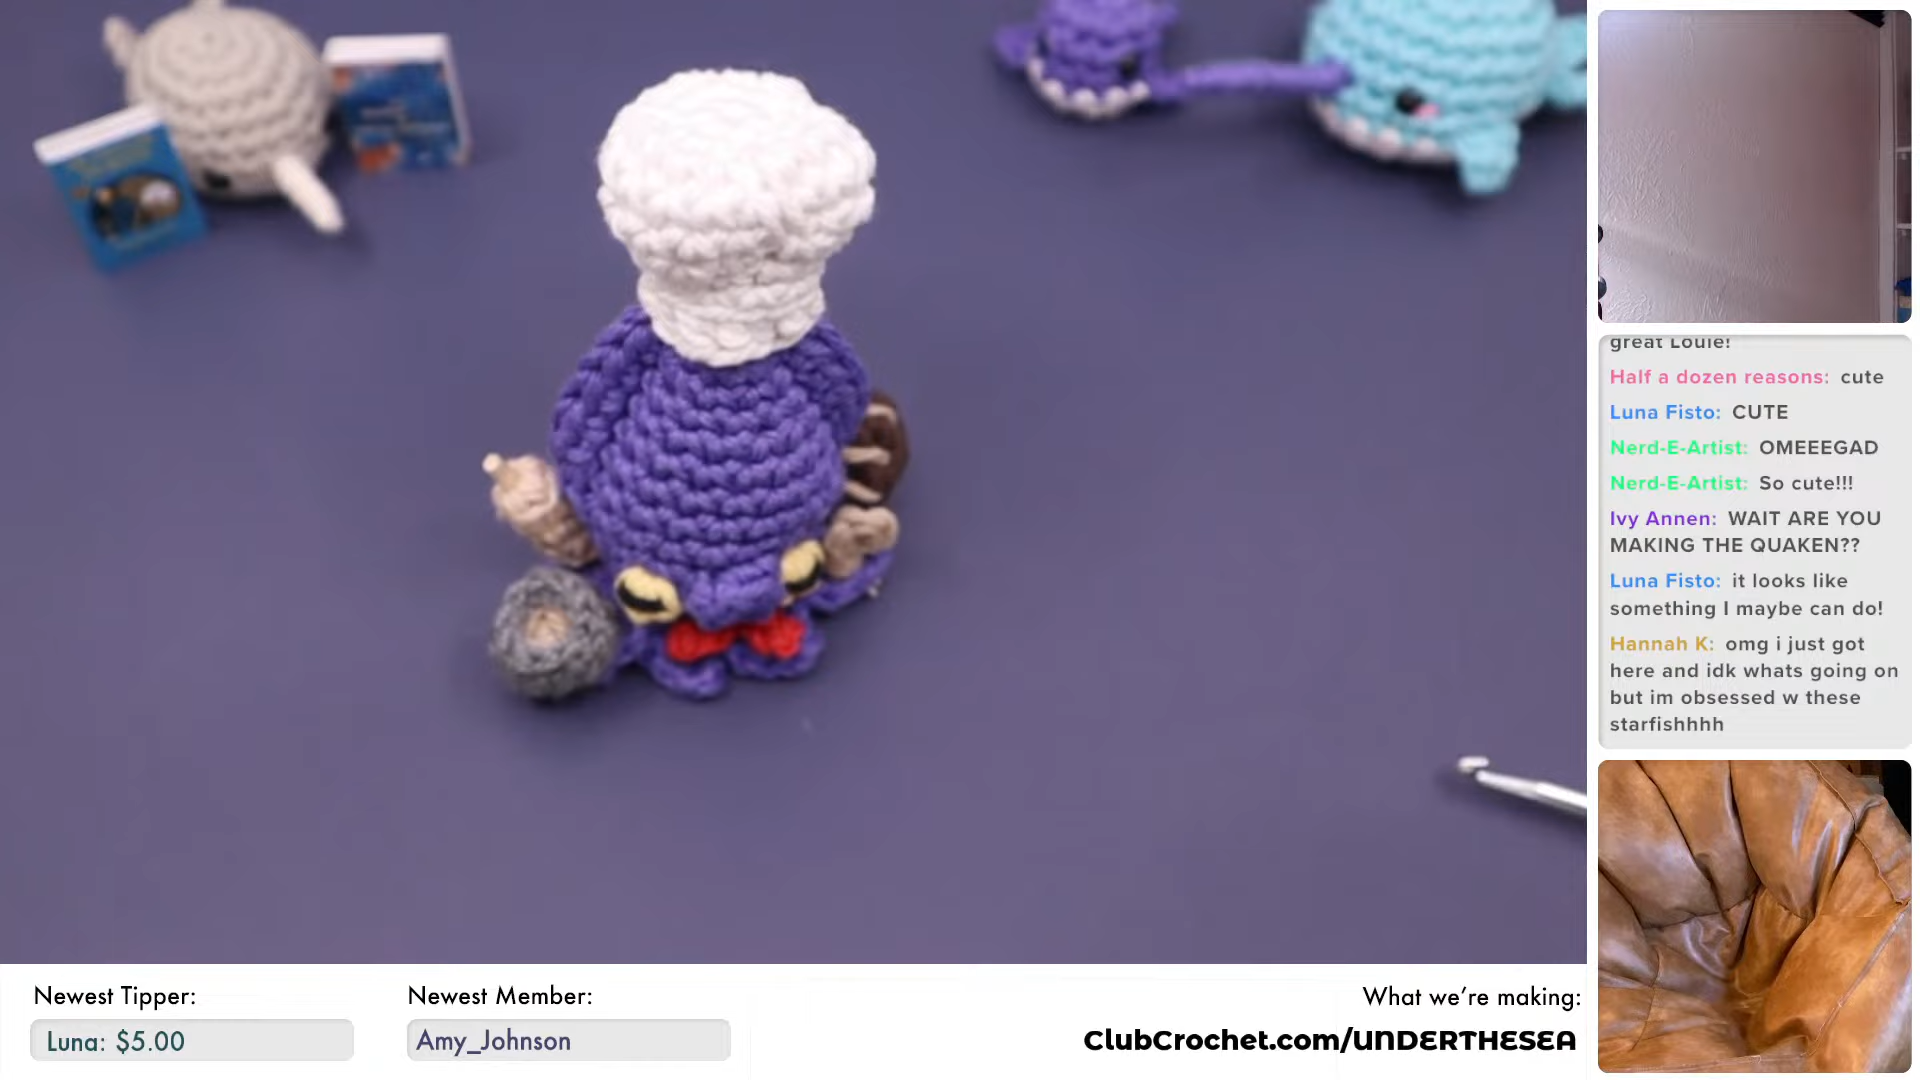 great Louie!
Half a dozen reasons: cute
Luna Fisto: CUTE
Nerd-E-Artist: OMEEEGAD
Nerd-E-Artist: So cute!!!
Ivy Annen: WAIT ARE YOU
MAKING THE QUAKEN??
Luna Fisto: it looks like
something I maybe can do!
Hannah K: omg i just got
here and idk whats going on
but im obsessed w these
starfishhhh
Newest Tipper:
Luna: $5.00
Newest Member:
Amy_Johnson
What we're making:
ClubCrochet.com/UNDERTHESEA